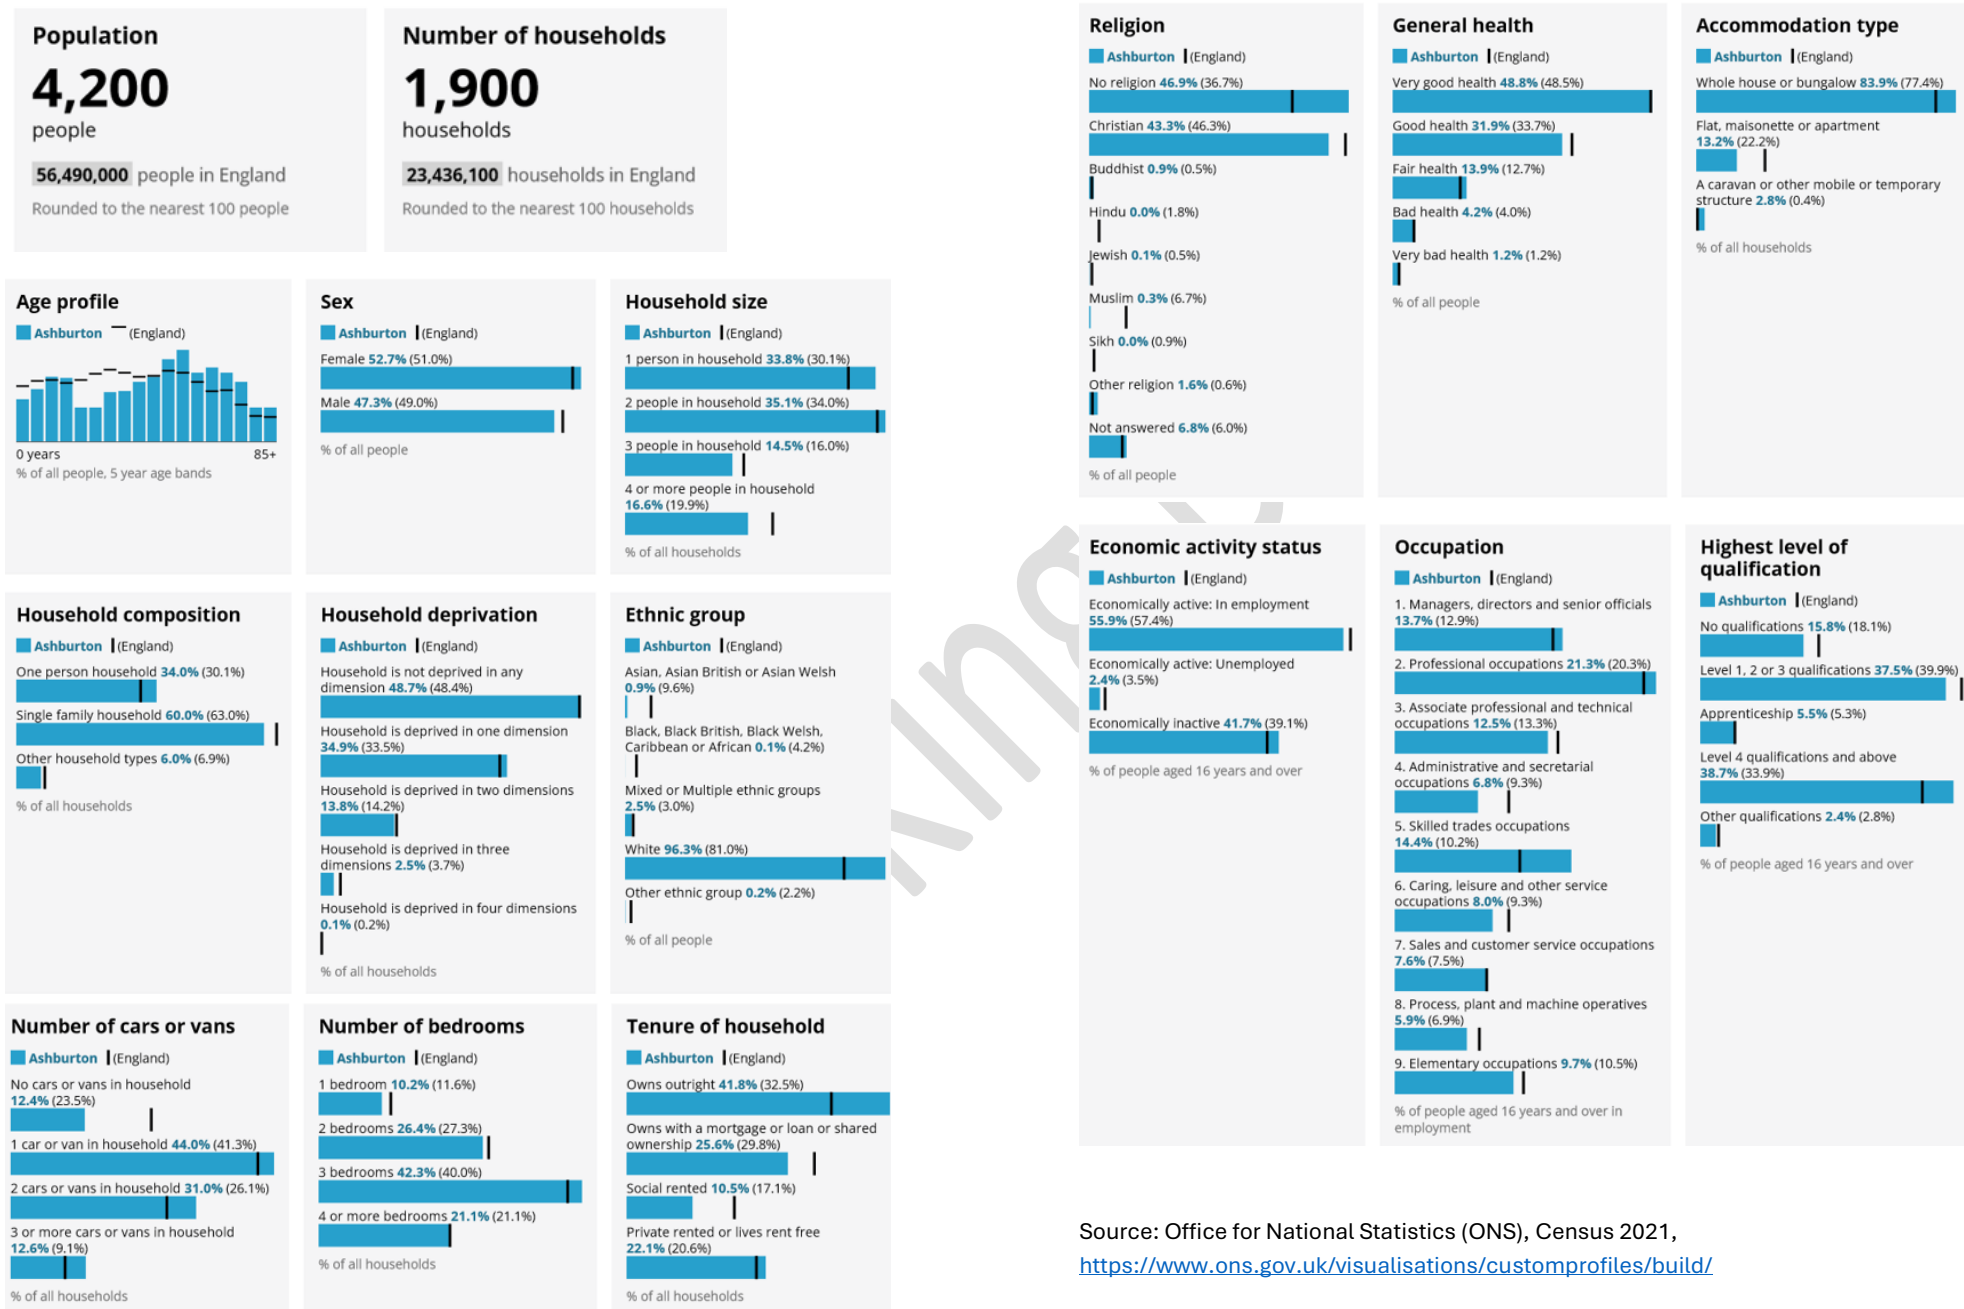 Population
4,200
people
56,490,000 people in England
Rounded to the nearest 100 people
Number of households
1,900
households
23,436,100 households in England
Rounded to the nearest 100 households
Age profile
Ashburton (England)
0 years 85+
% of all people, 5 year age bands
Sex
Ashburton (England)
Female 52.7% (51.0%)
Male 47.3% (49.0%)
% of all people
Household size
Ashburton (England)
1 person in household 33.8% (30.1%)
2 people in household 35.1% (34.0%)
3 people in household 14.5% (16.0%)
4 or more people in household
16.6% (19.9%)
% of all households
Household composition
Ashburton (England)
One person household 34.0% (30.1%)
Single family household 60.0% (63.0%)
Other household types 6.0% (6.9%)
% of all households
Household deprivation
Ashburton (England)
Household is not deprived in any
dimension 48.7% (48.4%)
Household is deprived in one dimension
34.9% (33.5%)
Household is deprived in two dimensions
13.8% (14.2%)
Household is deprived in three
dimensions 2.5% (3.7%)
Household is deprived in four dimensions
0.1% (0.2%)
% of all households
Ethnic group
Ashburton (England)
Asian, Asian British or Asian Welsh
0.9% (9.6%)
Black, Black British, Black Welsh,
Caribbean or African 0.1% (4.2%)
Mixed or Multiple ethnic groups
2.5% (3.0%)
White 96.3% (81.0%)
Other ethnic group 0.2% (2.2%)
% of all people
Number of cars or vans
Ashburton (England)
No cars or vans in household
12.4% (23.5%)
1 car or van in household 44.0% (41.3%)
2 cars or vans in household 31.0% (26.1%)
3 or more cars or vans in household
12.6% (9.1%)
% of all households
Number of bedrooms
Ashburton (England)
1 bedroom 10.2% (11.6%)
2 bedrooms 26.4% (27.3%)
3 bedrooms 42.3% (40.0%)
4 or more bedrooms 21.1% (21.1%)
% of all households
Tenure of household
Ashburton (England)
Owns outright 41.8% (32.5%)
Owns with a mortgage or loan or shared
ownership 25.6% (29.8%)
Social rented 10.5% (17.1%)
Private rented or lives rent free
22.1% (20.6%)
% of all households
Religion
Ashburton (England)
No religion 46.9% (36.7%)
Christian 43.3% (46.3%)
Buddhist 0.9% (0.5%)
Hindu 0.0% (1.8%)
Jewish 0.1% (0.5%)
Muslim 0.3% (6.7%)
Sikh 0.0% (0.9%)
Other religion 1.6% (0.6%)
Not answered 6.8% (6.0%)
% of all people
General health
Ashburton (England)
Very good health 48.8% (48.5%)
Good health 31.9% (33.7%)
Fair health 13.9% (12.7%)
Bad health 4.2% (4.0%)
Very bad health 1.2% (1.2%)
% of all people
Accommodation type
Ashburton (England)
Whole house or bungalow 83.9% (77.4%)
Flat, maisonette or apartment
13.2% (22.2%)
A caravan or other mobile or temporary
structure 2.8% (0.4%)
% of all households
Economic activity status
Ashburton (England)
Economically active: In employment
55.9% (57.4%)
Economically active: Unemployed
2.4% (3.5%)
Economically inactive 41.7% (39.1%)
% of people aged 16 years and over
Occupation
Ashburton (England)
1. Managers, directors and senior officials
13.7% (12.9%)
2. Professional occupations 21.3% (20.3%)
3. Associate professional and technical
occupations 12.5% (13.3%)
4. Administrative and secretarial
occupations 6.8% (9.3%)
5. Skilled trades occupations
14.4% (10.2%)
6. Caring, leisure and other service
occupations 8.0% (9.3%)
7. Sales and customer service occupations
7.6% (7.5%)
8. Process, plant and machine operatives
5.9% (6.9%)
9. Elementary occupations 9.7% (10.5%)
% of people aged 16 years and over in
employment
Highest level of
qualification
Ashburton (England)
No qualifications 15.8% (18.1%)
Level 1, 2 or 3 qualifications 37.5% (39.9%)
Apprenticeship 5.5% (5.3%)
Level 4 qualifications and above
38.7% (33.9%)
Other qualifications 2.4% (2.8%)
% of people aged 16 years and over
Source: Office for National Statistics (ONS), Census 2021,
https://www.ons.gov.uk/visualisations/customprofiles/build/